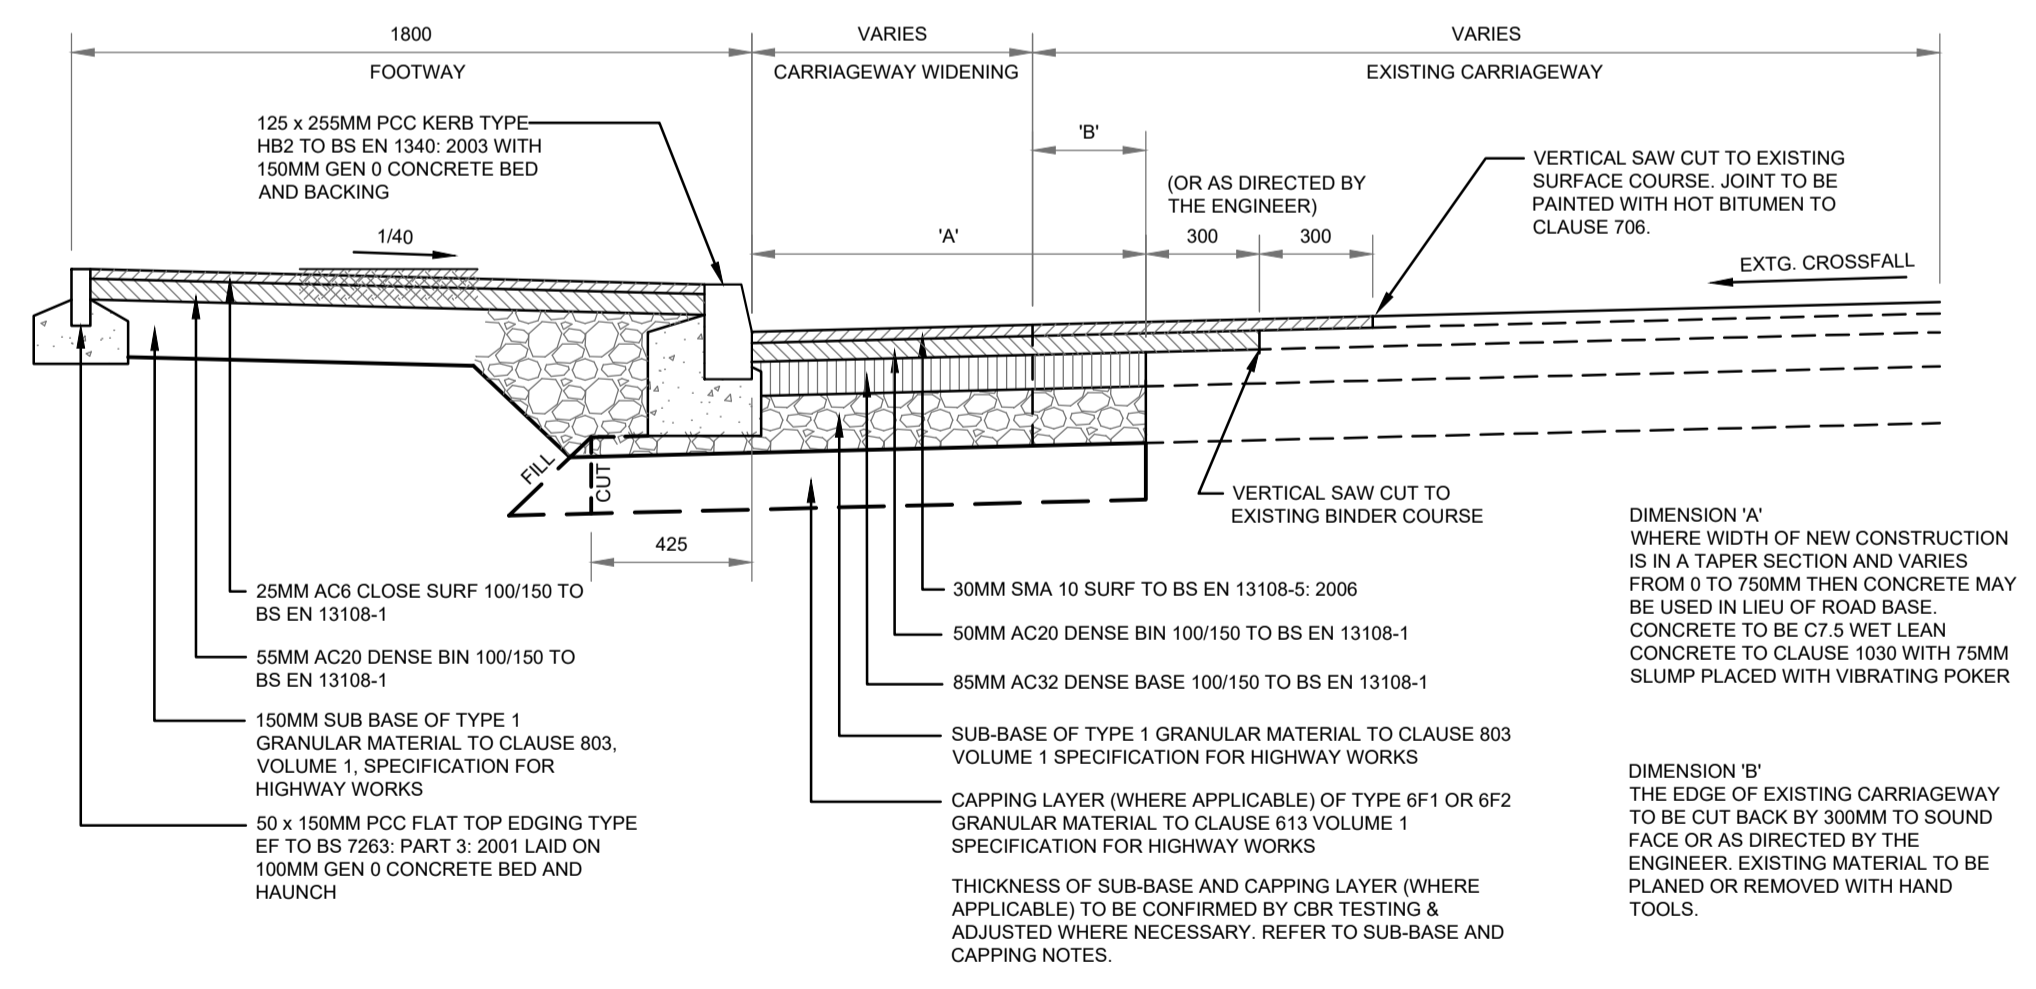 1800
VARIES
VARIES
FOOTWAY
CARRIAGEWAY WIDENING
EXISTING CARRIAGEWAY
125 x 255MM PCC KERB TYPE
HB2 TO BS EN 1340: 2003 WITH
150MM GEN 0 CONCRETE BED
AND BACKING
'B'
(OR AS DIRECTED BY
THE ENGINEER)
VERTICAL SAW CUT TO EXISTING
SURFACE COURSE. JOINT TO BE
PAINTED WITH HOT BITUMEN TO
CLAUSE 706.
1/40
'A'
300
300
EXTG. CROSSFALL
FILL
CUT
425
VERTICAL SAW CUT TO
EXISTING BINDER COURSE
25MM AC6 CLOSE SURF 100/150 TO
BS EN 13108-1
55MM AC20 DENSE BIN 100/150 TO
BS EN 13108-1
150MM SUB BASE OF TYPE 1
GRANULAR MATERIAL TO CLAUSE 803,
VOLUME 1, SPECIFICATION FOR
HIGHWAY WORKS
50 x 150MM PCC FLAT TOP EDGING TYPE
EF TO BS 7263: PART 3: 2001 LAID ON
100MM GEN 0 CONCRETE BED AND
HAUNCH
30MM SMA 10 SURF TO BS EN 13108-5: 2006
50MM AC20 DENSE BIN 100/150 TO BS EN 13108-1
85MM AC32 DENSE BASE 100/150 TO BS EN 13108-1
SUB-BASE OF TYPE 1 GRANULAR MATERIAL TO CLAUSE 803
VOLUME 1 SPECIFICATION FOR HIGHWAY WORKS
CAPPING LAYER (WHERE APPLICABLE) OF TYPE 6F1 OR 6F2
GRANULAR MATERIAL TO CLAUSE 613 VOLUME 1
SPECIFICATION FOR HIGHWAY WORKS
THICKNESS OF SUB-BASE AND CAPPING LAYER (WHERE
APPLICABLE) TO BE CONFIRMED BY CBR TESTING &
ADJUSTED WHERE NECESSARY. REFER TO SUB-BASE AND
CAPPING NOTES.
DIMENSION 'A'
WHERE WIDTH OF NEW CONSTRUCTION
IS IN A TAPER SECTION AND VARIES
FROM 0 TO 750MM THEN CONCRETE MAY
BE USED IN LIEU OF ROAD BASE.
CONCRETE TO BE C7.5 WET LEAN
CONCRETE TO CLAUSE 1030 WITH 75MM
SLUMP PLACED WITH VIBRATING POKER
DIMENSION 'B'
THE EDGE OF EXISTING CARRIAGEWAY
TO BE CUT BACK BY 300MM TO SOUND
FACE OR AS DIRECTED BY THE
ENGINEER. EXISTING MATERIAL TO BE
PLANED OR REMOVED WITH HAND
TOOLS.